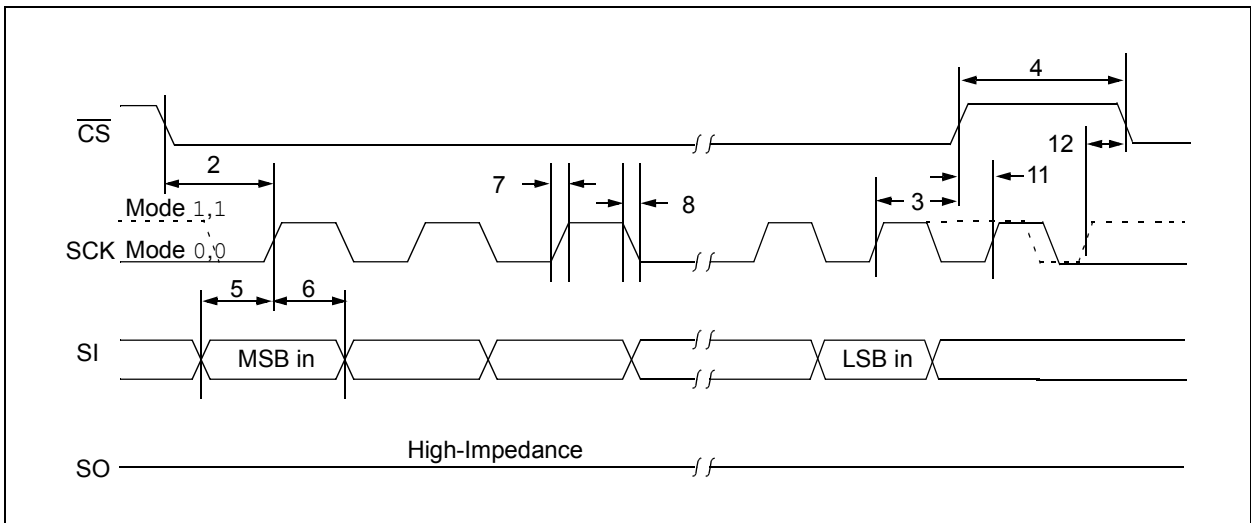 4
CS
12
2
7
8
3
11
Mode 1,1
SCK Mode 0,0
5
6
SI
MSB in
LSB in
High-Impedance
SO